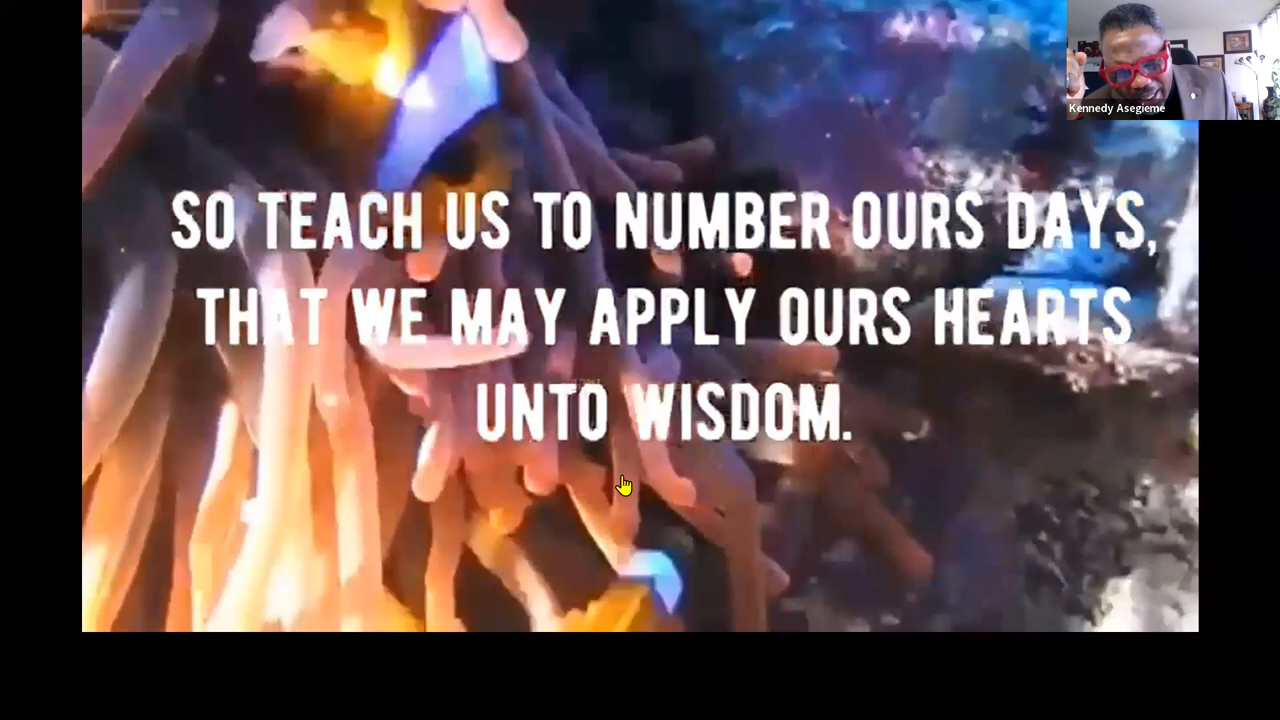 Kennedy Asegieme
SO TEACH US TO NUMBER OURS DAYS,
THAT WE MAY APPLY OURS HEARTS
UNTO WISDOM.